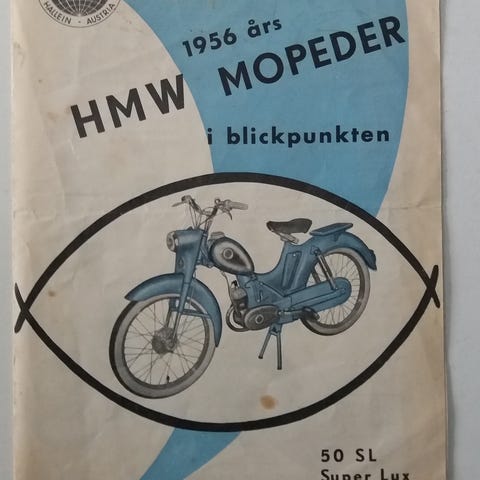 HALLEIN - AUSTRIA
1956 års
HMW MOPEDER
i blickpunkten
50 SL
Super Lux